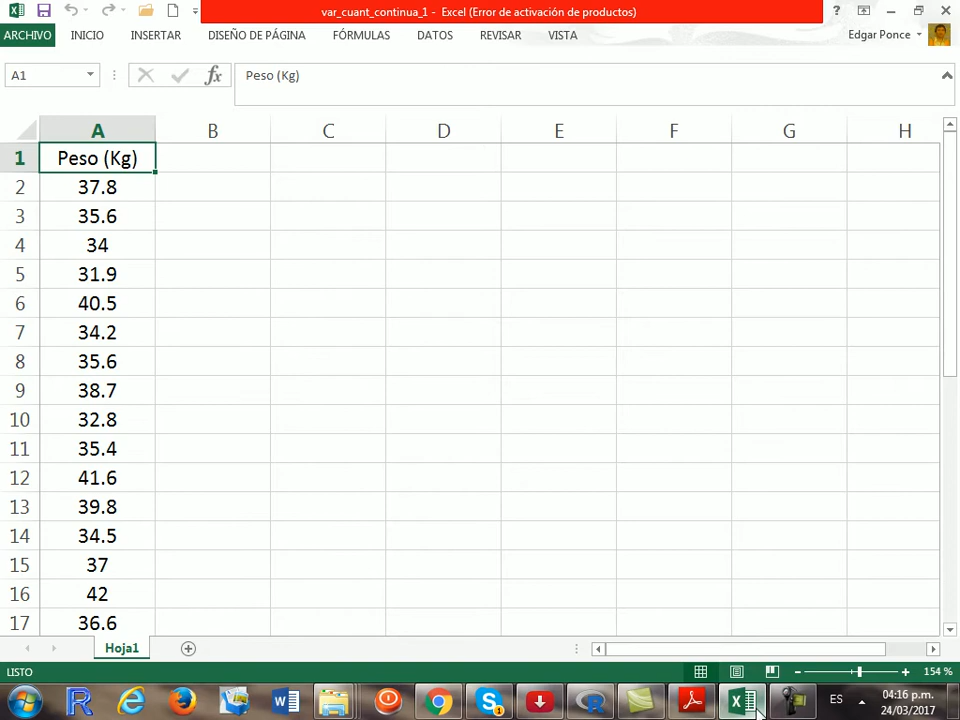 var_cuant_continua_1 - Excel (Error de activación de productos)
ARCHIVO INICIO INSERTAR DISEÑO DE PÁGINA FÓRMULAS DATOS REVISAR VISTA Edgar Ponce
A1 fx Peso (Kg)
A B C D E F G H
1 Peso (Kg)
2 37.8
3 35.6
4 34
5 31.9
6 40.5
7 34.2
8 35.6
9 38.7
10 32.8
11 35.4
12 41.6
13 39.8
14 34.5
15 37
16 42
17 36.6
Hoja1
LISTO 154 %
ES 04:16 p.m.
24/03/2017